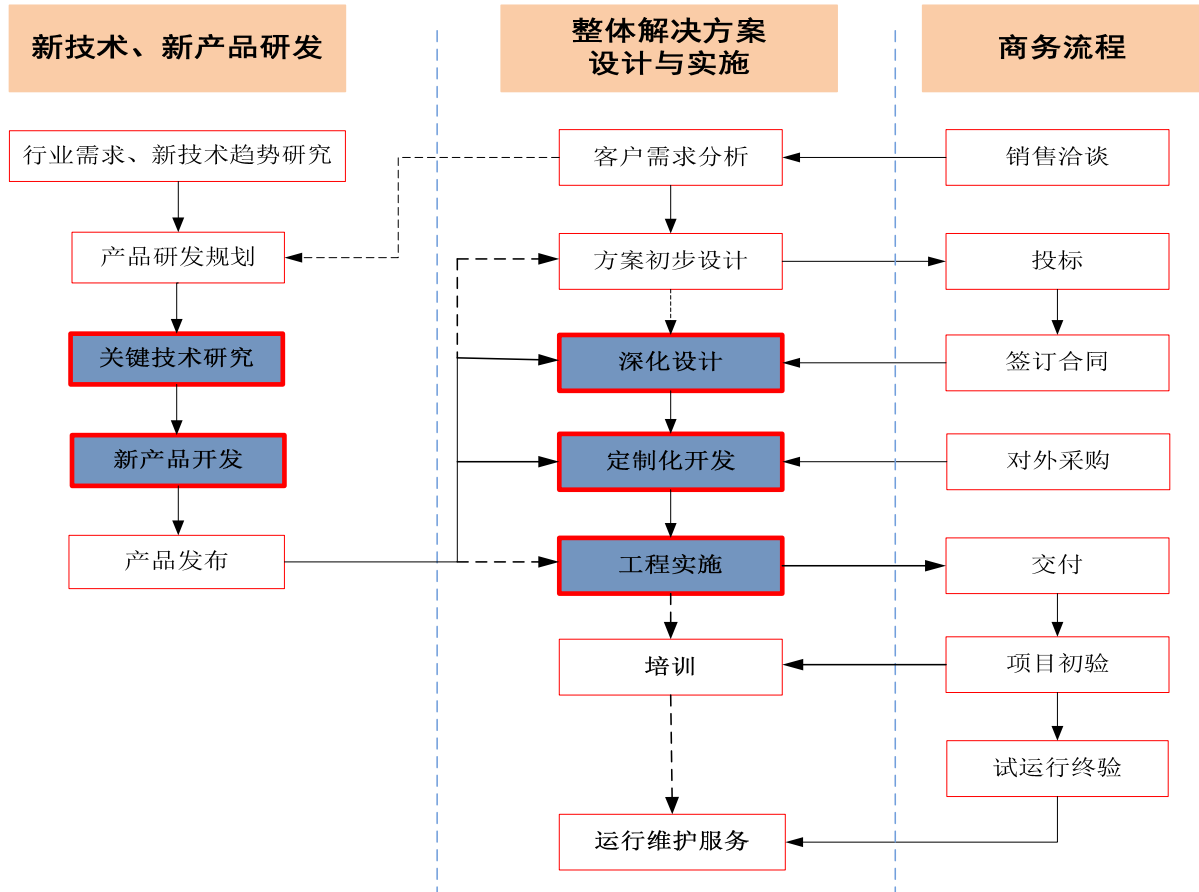 新技术、新产品研发
整体解决方案
设计与实施
商务流程
行业需求、新技术趋势研究
客户需求分析
销售洽谈
产品研发规划
方案初步设计
投标
关键技术研究
深化设计
签订合同
新产品开发
定制化开发
对外采购
产品发布
工程实施
交付
培训
项目初验
试运行终验
运行维护服务